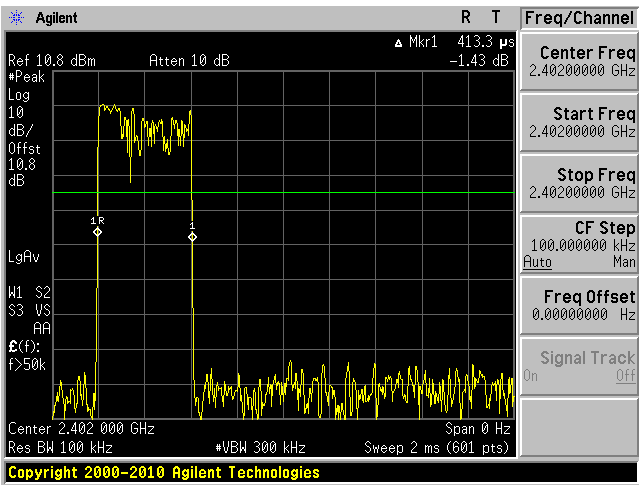 Agilent R T Freq/Channel
Δ Mkr1 413.3 µs
Ref 10.8 dBm Atten 10 dB -1.43 dB
#Peak
Log
10
dB/
Offst
10.8
dB
1R
1
LgAv
W1 S2
S3 VS
AA
£(f):
f>50k
Center 2.402 000 GHz Span 0 Hz
Res BW 100 kHz #VBW 300 kHz Sweep 2 ms (601 pts)
Copyright 2000-2010 Agilent Technologies
Center Freq
2.40200000 GHz
Start Freq
2.40200000 GHz
Stop Freq
2.40200000 GHz
CF Step
100.000000 kHz
Auto Man
Freq Offset
0.00000000 Hz
Signal Track
On Off